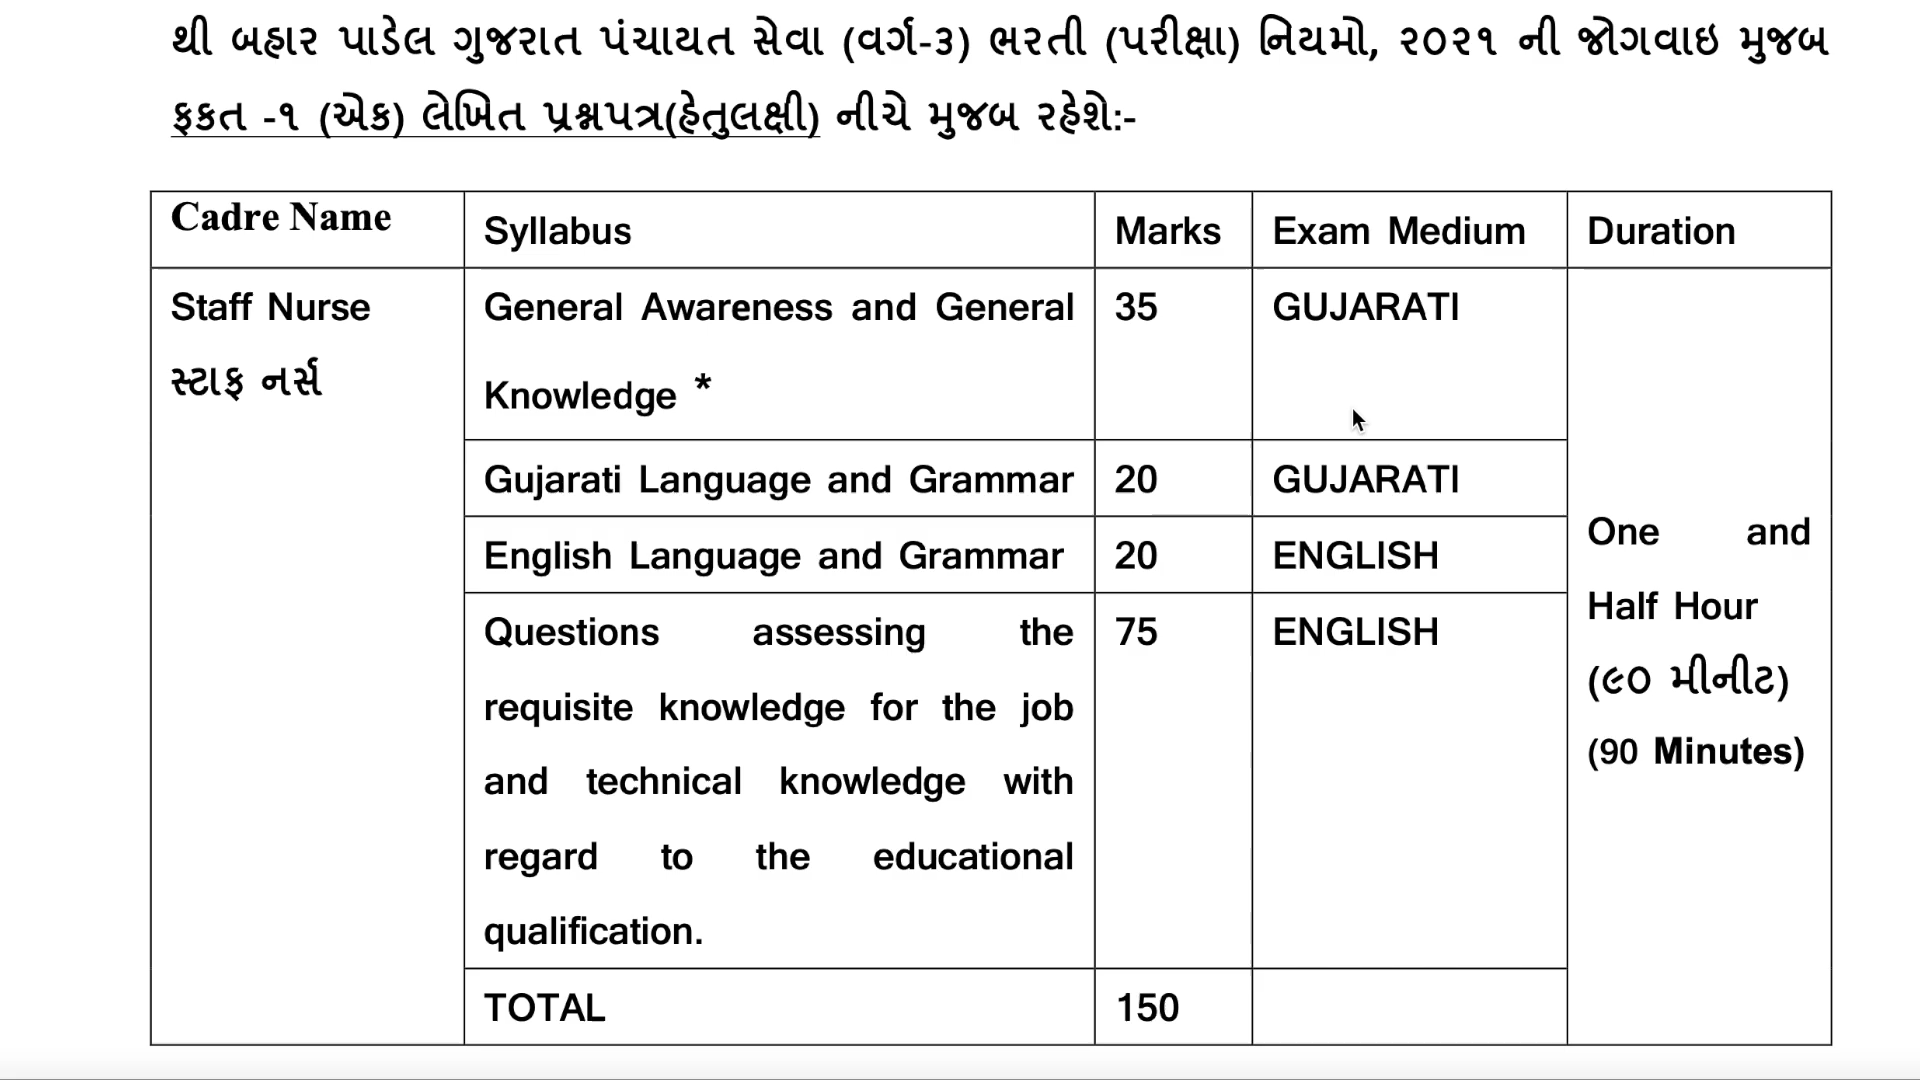 થી બહાર પાડેલ ગુજરાત પંચાયત સેવા (વર્ગ-૩) ભરતી (પરીક્ષા) નિયમો, ૨૦૨૧ ની જોગવાઇ મુજબ
ફકત -૧ (એક) લેખિત પ્રશ્નપત્ર(હેતુલક્ષી) નીચે મુજબ રહેશે:-
Cadre Name Syllabus Marks Exam Medium Duration
Staff Nurse
સ્ટાફ નર્સ
General Awareness and General
Knowledge *
35
GUJARATI
Gujarati Language and Grammar 20 GUJARATI
English Language and Grammar 20 ENGLISH
Questions assessing the
requisite knowledge for the job
and technical knowledge with
regard to the educational
qualification.
75
ENGLISH
One and
Half Hour
(૯૦ મીનીટ)
(90 Minutes)
TOTAL 150